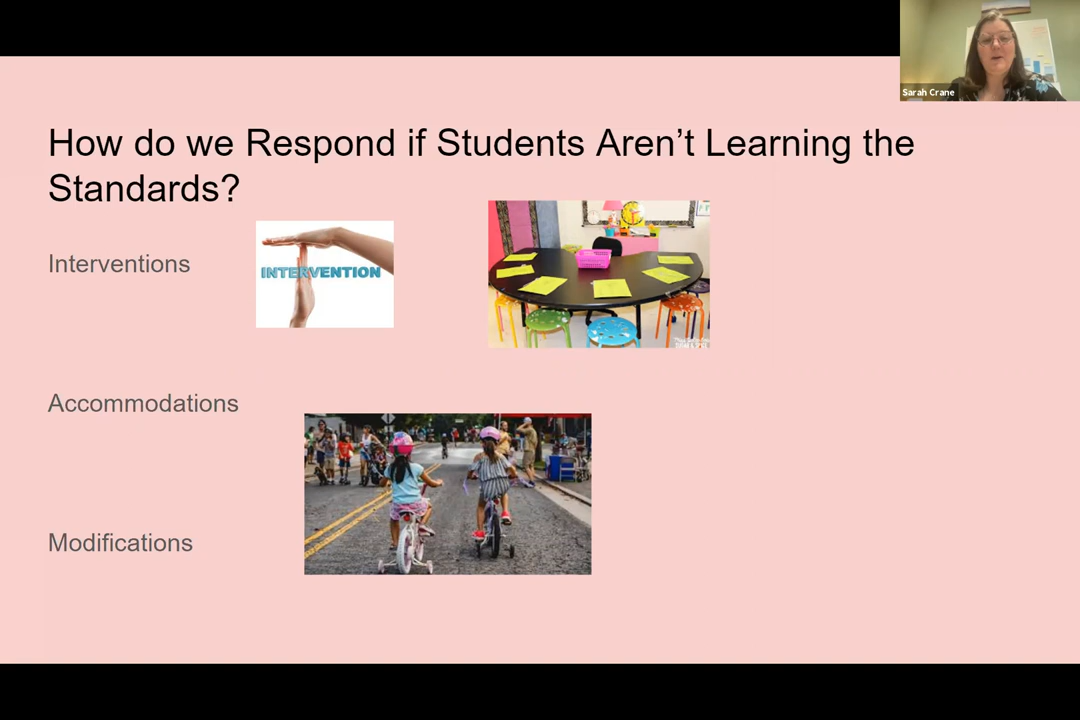 Sarah Crane
How do we Respond if Students Aren't Learning the
Standards?
Interventions
INTERVENTION
Accommodations
Modifications